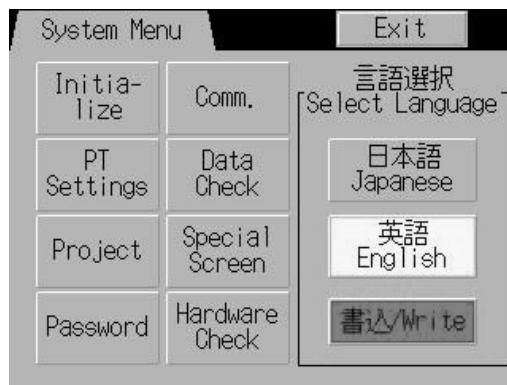 System Menu
Exit
Initia-
lize
Comm.
言語選択
Select Language
PT
Settings
Data
Check
日本語
Japanese
Project
Special
Screen
英語
English
Password
Hardware
Check
書込/Write